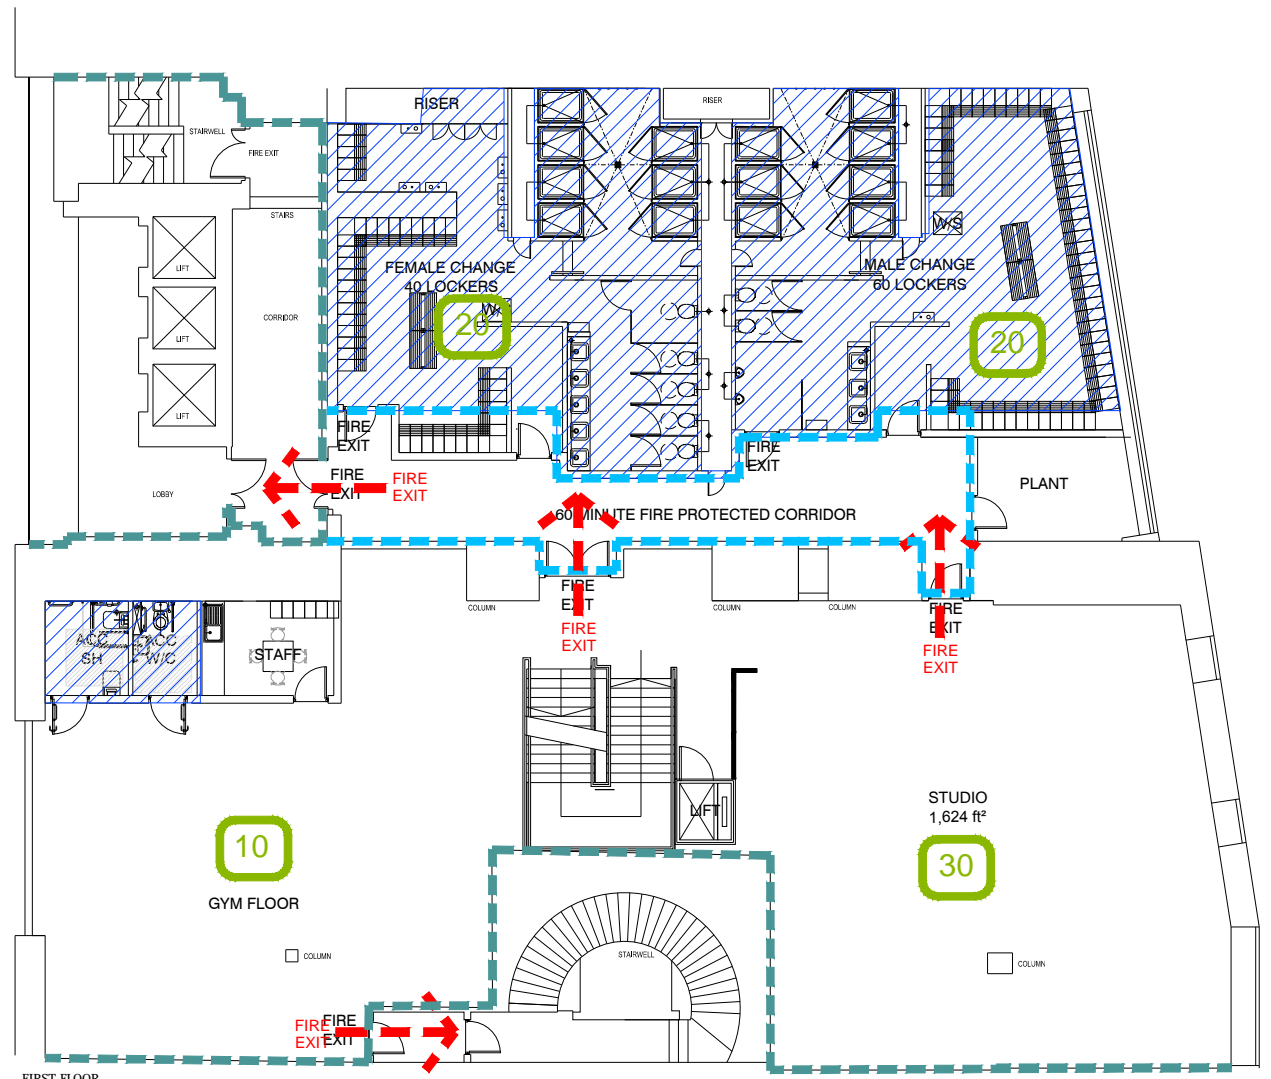 RISER
RISER
STAIRWELL
FIRE EXIT
STAIRS
W/S
LIFT
FEMALE CHANGE
40 LOCKERS
MALE CHANGE
60 LOCKERS
CORRIDOR
20
20
LIFT
LIFT
FIRE
EXIT
FIRE
EXIT
FIRE
EXIT
FIRE
EXIT
LOBBY
PLANT
60 MINUTE FIRE PROTECTED CORRIDOR
COLUMN
FIRE
EXIT
COLUMN
COLUMN
FIRE
EXIT
FIRE
EXIT
FIRE
EXIT
ACC
SH
ACC
W/C
STAFF
LIFT
STUDIO
1,624 ft²
10
30
GYM FLOOR
COLUMN
STAIRWELL
COLUMN
FIRE
EXIT
FIRE
EXIT
FIRST FLOOR